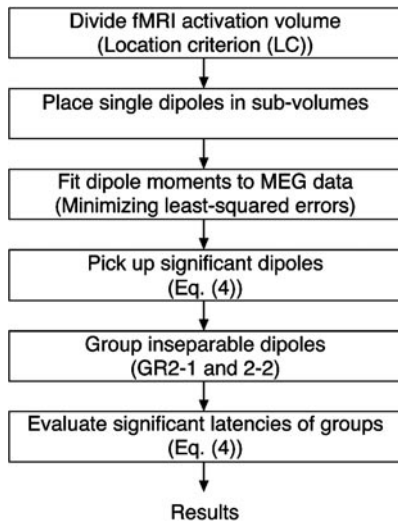 Divide fMRI activation volume
(Location criterion (LC))
Place single dipoles in sub-volumes
Fit dipole moments to MEG data
(Minimizing least-squared errors)
Pick up significant dipoles
(Eq. (4))
Group inseparable dipoles
(GR2-1 and 2-2)
Evaluate significant latencies of groups
(Eq. (4))
Results